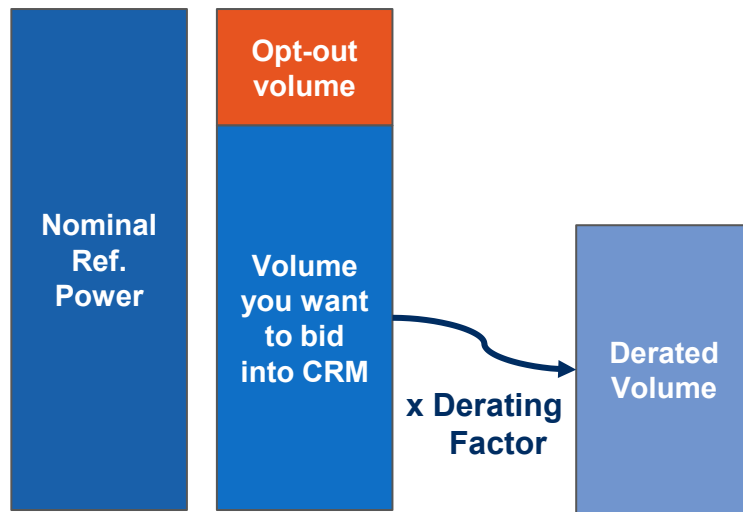 Opt-out
volume
Nominal
Ref.
Power
Volume
you want
to bid
into CRM
x Derating
Factor
Derated
Volume